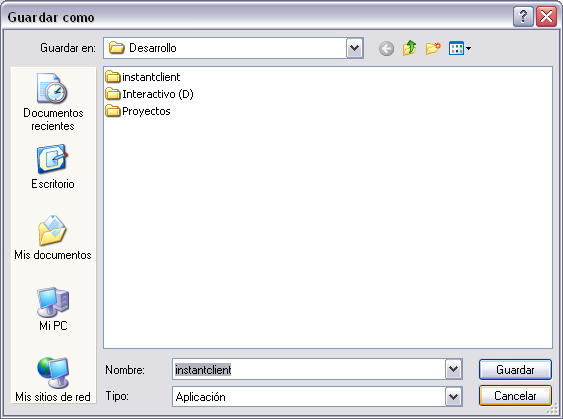 Guardar como
Guardar en: Desarrollo
Documentos
recientes
Escritorio
Mis documentos
Mi PC
Mis sitios de red
instantclient
Interactivo (D)
Proyectos
Nombre: instantclient Guardar
Tipo: Aplicación Cancelar